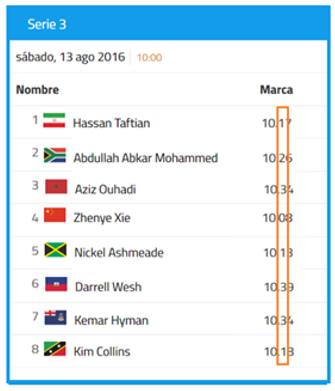 Serie 3
sábado, 13 ago 2016 10:00
Nombre Marca
1 Hassan Taftian 10.17
2 Abdullah Abkar Mohammed 10.26
3 Aziz Ouhadi 10.34
4 Zhenye Xie 10.08
5 Nickel Ashmeade 10.13
6 Darrell Wesh 10.39
7 Kemar Hyman 10.34
8 Kim Collins 10.18